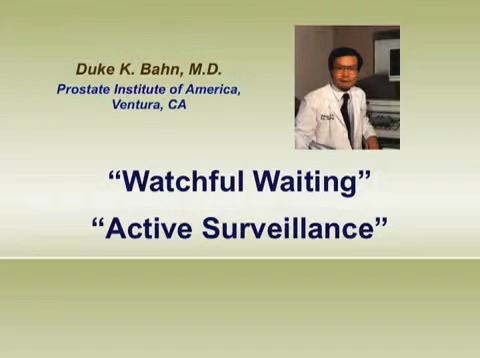 Duke K. Bahn, M.D.
Prostate Institute of America,
Ventura, CA
“Watchful Waiting”
“Active Surveillance”